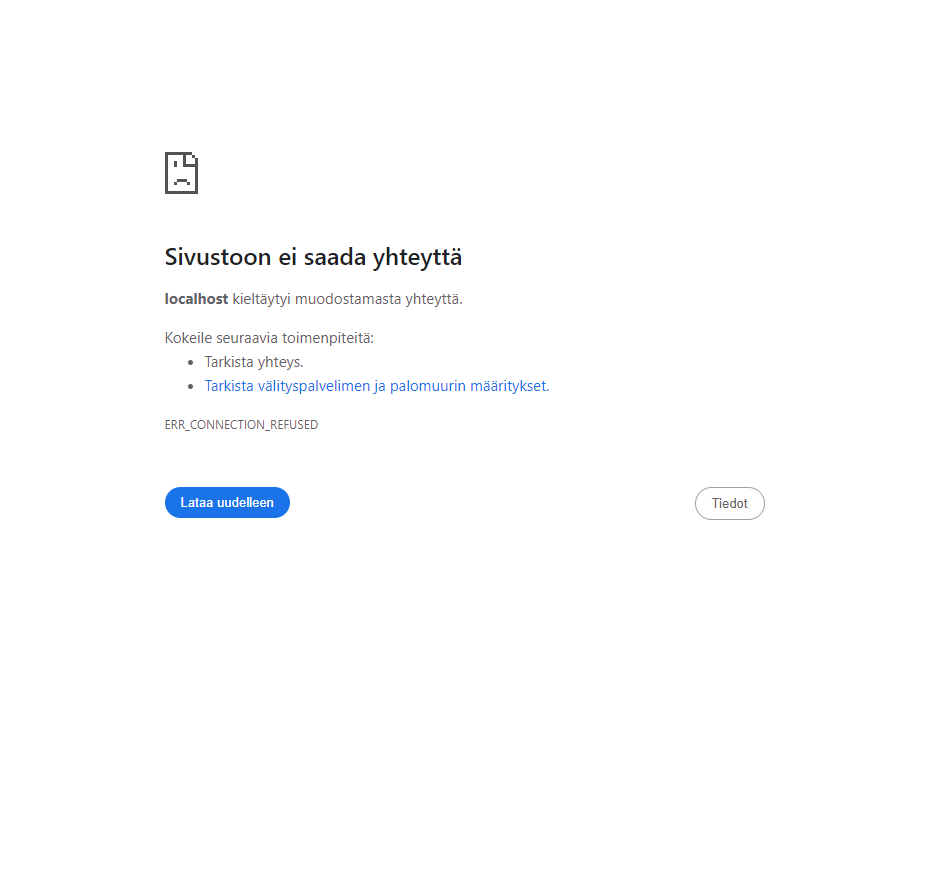 Sivustoon ei saada yhteyttä
localhost kieltäytyi muodostamasta yhteyttä.
Kokeile seuraavia toimenpiteitä:
Tarkista yhteys.
Tarkista välityspalvelimen ja palomuurin määritykset.
ERR_CONNECTION_REFUSED
Lataa uudelleen
Tiedot